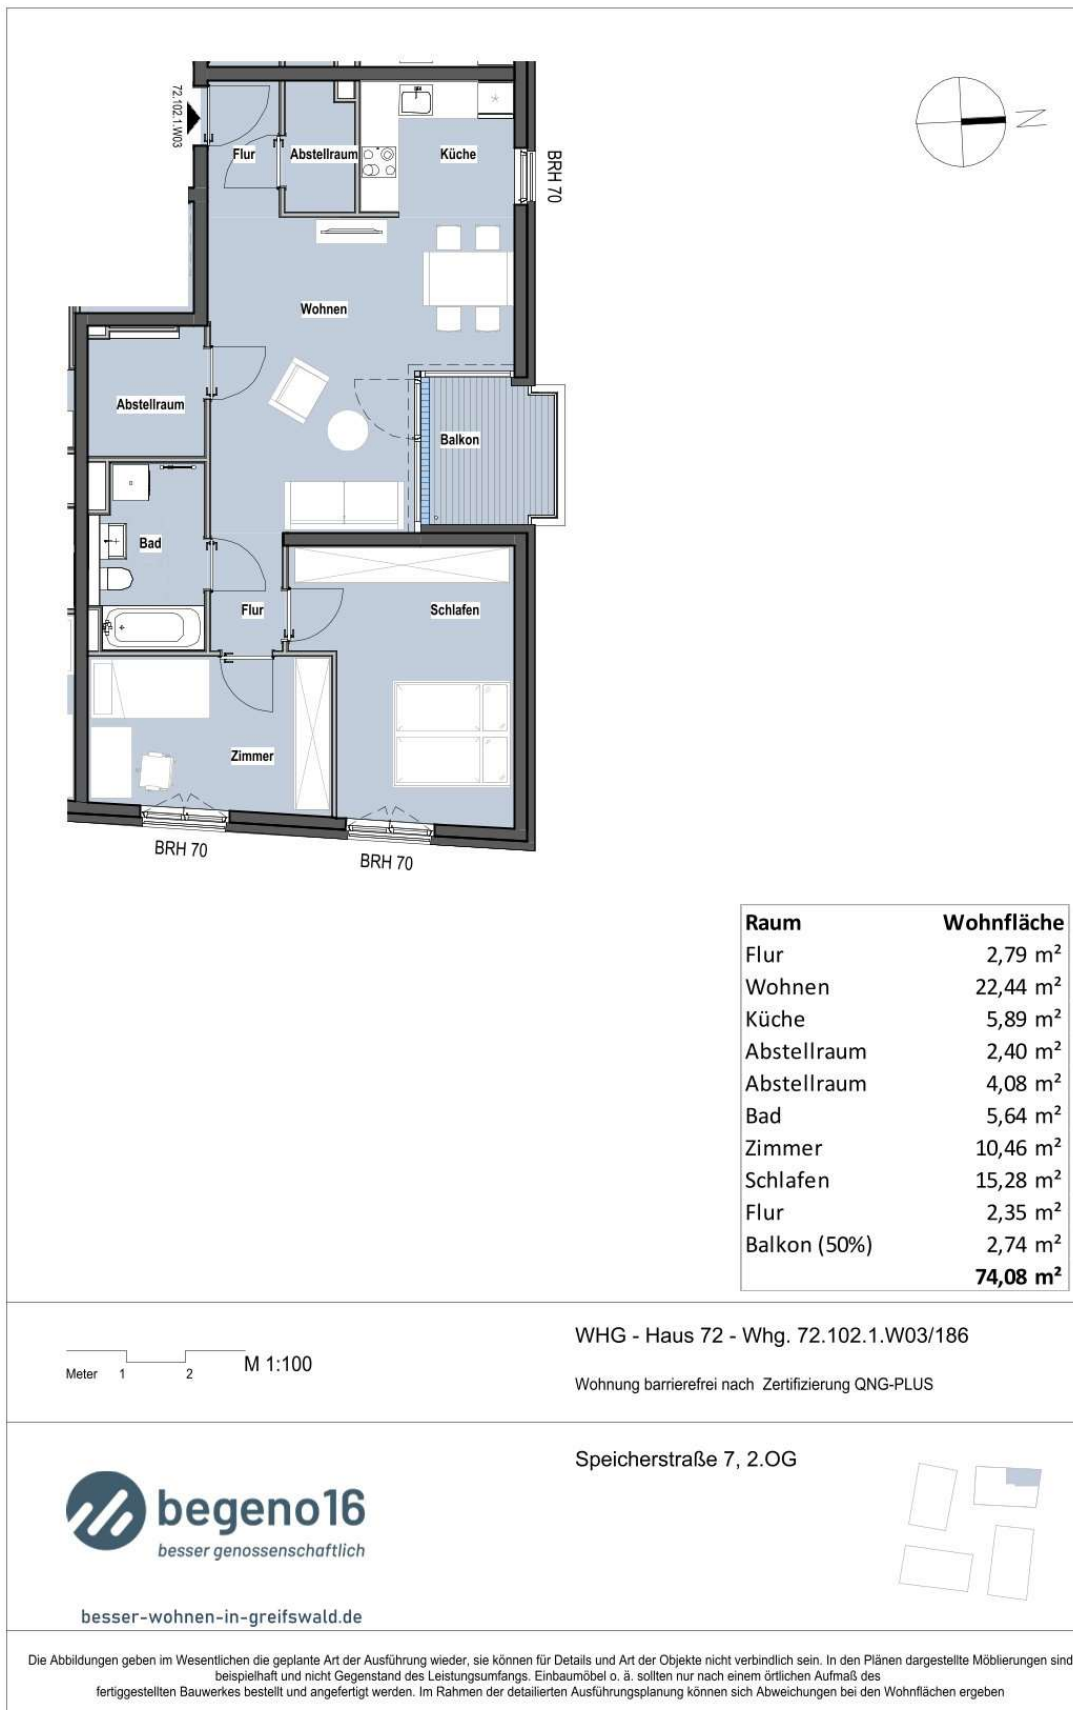 72.102.1.W03
Flur
Abstellraum
Küche
BRH 70
N
Wohnen
Abstellraum
Balkon
Bad
Flur
Schlafen
Zimmer
BRH 70
BRH 70
Raum Wohnfläche
Flur 2,79 m²
Wohnen 22,44 m²
Küche 5,89 m²
Abstellraum 2,40 m²
Abstellraum 4,08 m²
Bad 5,64 m²
Zimmer 10,46 m²
Schlafen 15,28 m²
Flur 2,35 m²
Balkon (50%) 2,74 m²
74,08 m²
Meter 1 2 M 1:100
WHG - Haus 72 - Whg. 72.102.1.W03/186
Wohnung barrierefrei nach Zertifizierung QNG-PLUS
begeno16
besser genossenschaftlich
besser-wohnen-in-greifswald.de
Speicherstraße 7, 2.OG
Die Abbildungen geben im Wesentlichen die geplante Art der Ausführung wieder, sie können für Details und Art der Objekte nicht verbindlich sein. In den Plänen dargestellte Möblierungen sind
beispielhaft und nicht Gegenstand des Leistungsumfangs. Einbaumöbel o. ä. sollten nur nach einem örtlichen Aufmaß des
fertiggestellten Bauwerkes bestellt und angefertigt werden. Im Rahmen der detailierten Ausführungsplanung können sich Abweichungen bei den Wohnflächen ergeben